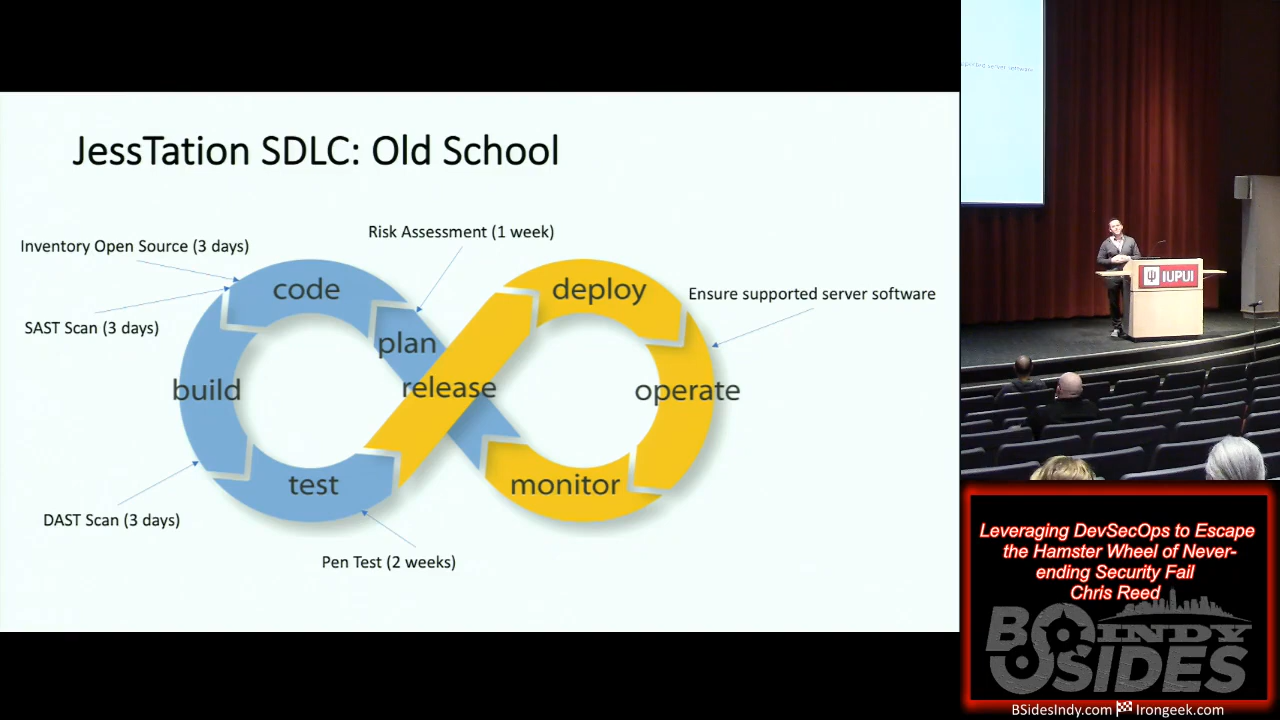 JessTation SDLC: Old School
Risk Assessment (1 week)
Inventory Open Source (3 days)
code
deploy
Ensure supported server software
SAST Scan (3 days)
plan
build
release
operate
test
monitor
DAST Scan (3 days)
Pen Test (2 weeks)
ported server software
IUPUI
Leveraging DevSecOps to Escape
the Hamster Wheel of Never-
ending Security Fail
Chris Reed
BSIDES
INDY
BSidesIndy.com Irongeek.com